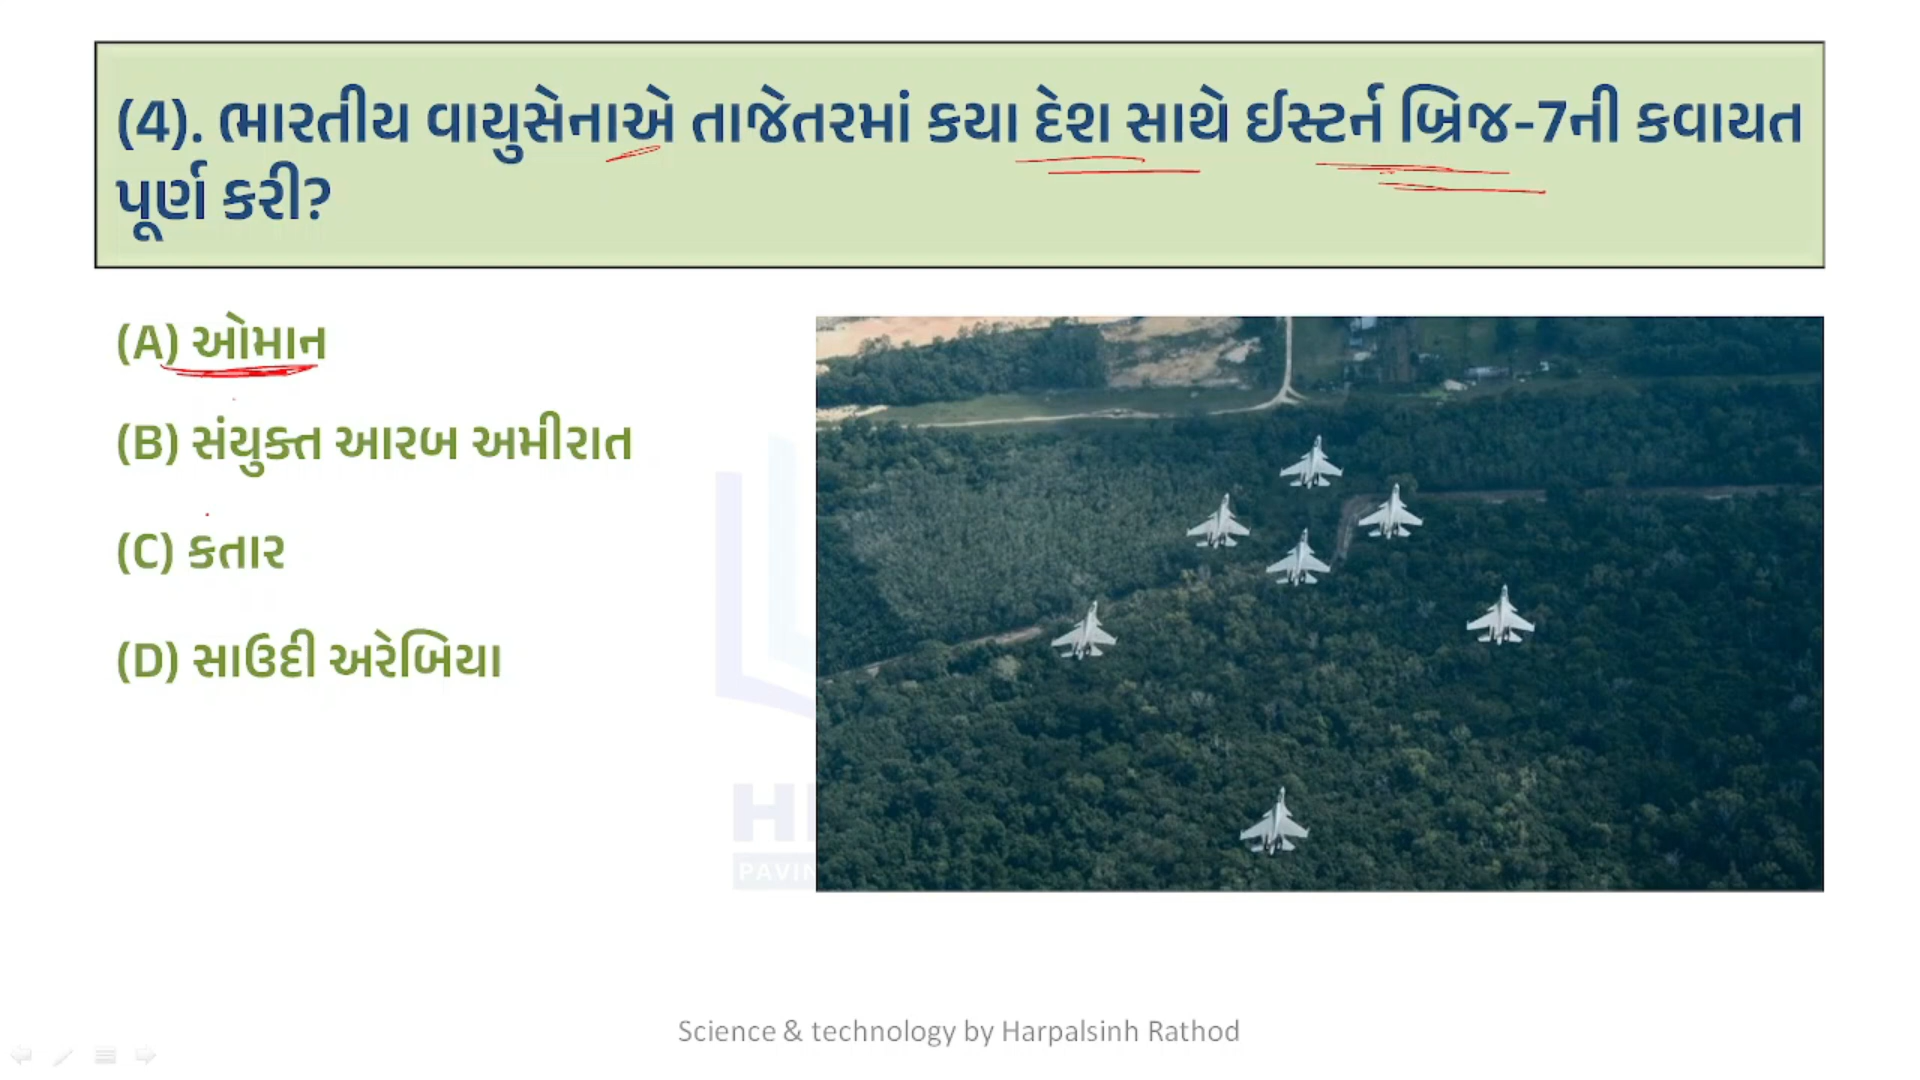 (4). ભારતીય વાયુસેનાએ તાજેતરમાં કયા દેશ સાથે ઈસ્ટર્ન બ્રિજ-7ની કવાયત
પૂર્ણ કરી?
(A) ઓમાન
(B) સંયુક્ત આરબ અમીરાત
(C) કતાર
(D) સાઉદી અરેબિયા
PAVIN
Science & technology by Harpalsinh Rathod